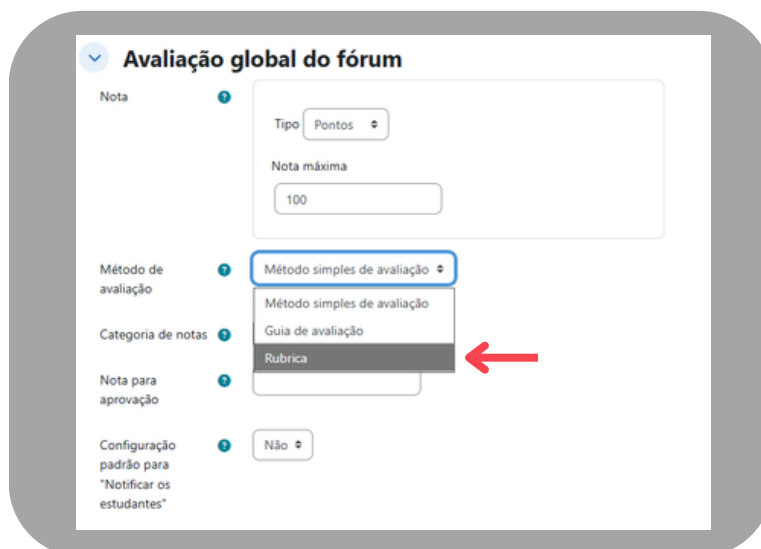 Avaliação global do fórum
Nota
Tipo Pontos
Nota máxima
100
Método de avaliação
Método simples de avaliação
Método simples de avaliação
Guia de avaliação
Rubrica
Categoria de notas
Nota para
aprovação
Configuração
padrão para
"Notificar os
estudantes"
Não